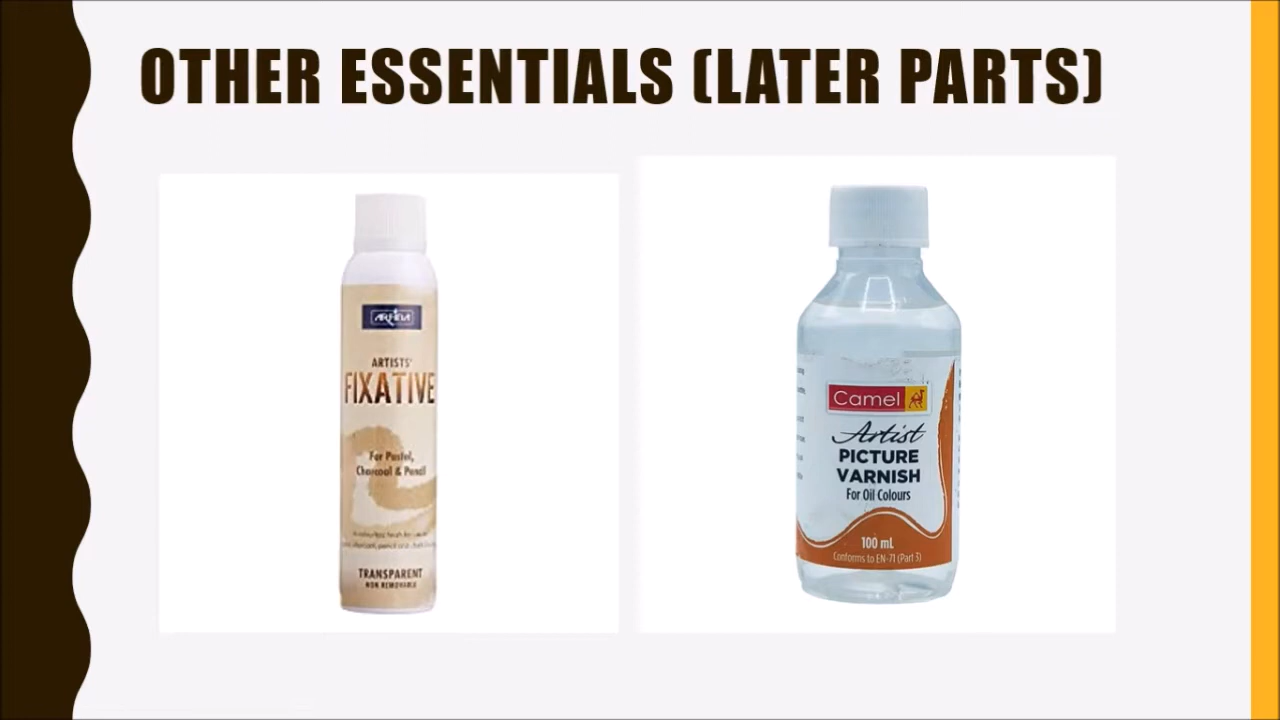 OTHER ESSENTIALS (LATER PARTS)
ARTISTS'
FIXATIVE
For Pastel,
Charcoal & Pencil
TRANSPARENT
NON REMOVABLE
Camel
Artist
PICTURE
VARNISH
For Oil Colours
100 mL
Conforms to EN-71 (Part 3)